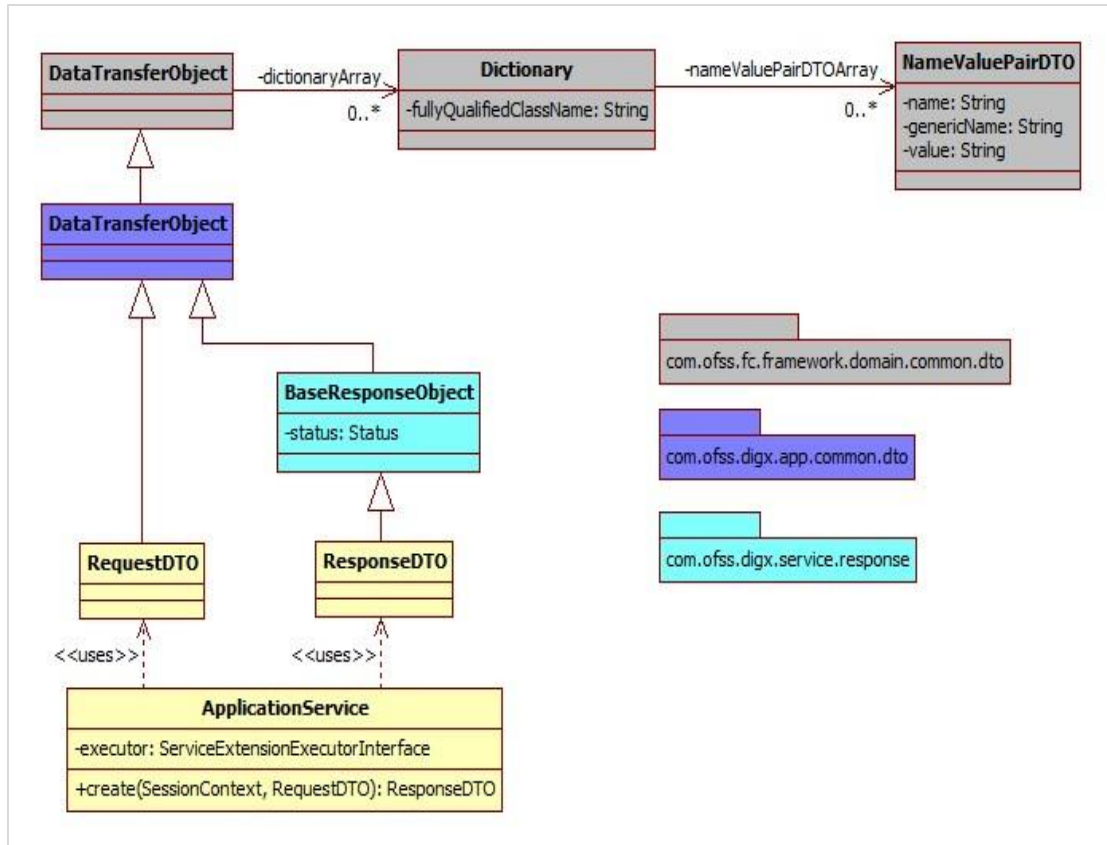 DataTransferObject
-dictionaryArray
0..*
Dictionary
-fullyQualifiedClassName: String
-nameValuePairDTOArray
0..*
NameValuePairDTO
-name: String
-genericName: String
-value: String
DataTransferObject
BaseResponseObject
-status: Status
com.ofss.fc.framework.domain.common.dto
com.ofss.digx.app.common.dto
com.ofss.digx.service.response
RequestDTO
ResponseDTO
<<uses>>
<<uses>>
ApplicationService
-executor: ServiceExtensionExecutorInterface
+create(SessionContext, RequestDTO): ResponseDTO